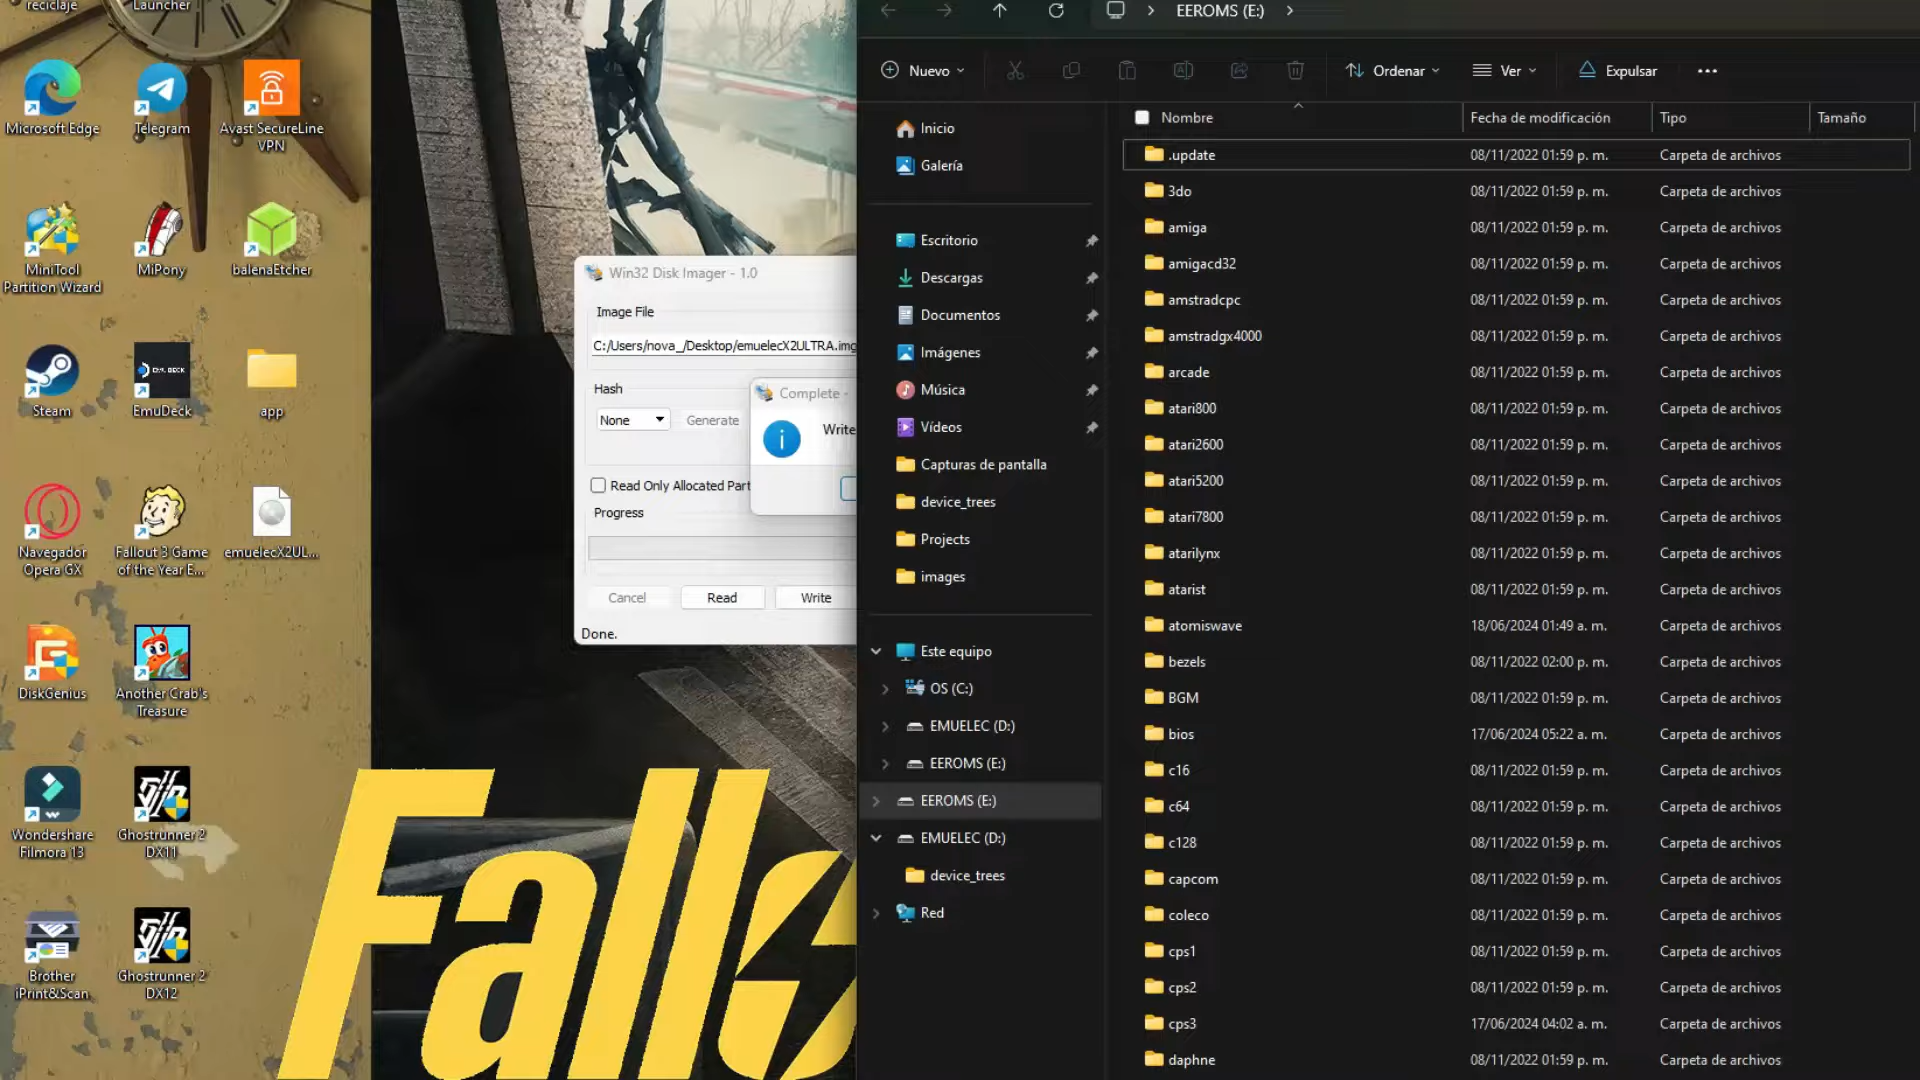 reciclaje
Launcher
Microsoft Edge
Telegram
Avast SecureLine
VPN
MiniTool
Partition Wizard
MiPony
balenaEtcher
Steam
EmuDeck
app
Navegador
Opera GX
Fallout 3 Game
of the Year E...
emuelecX2UL...
DiskGenius
Another Crab's
Treasure
Wondershare
Filmora 13
Ghostrunner 2
DX11
Brother
iPrint&Scan
Ghostrunner 2
DX12
Fall
Win32 Disk Imager - 1.0
Image File
C:/Users/nova_/Desktop/emuelecX2ULTRA.img
Hash
None
Generate
Complete -
Write
Read Only Allocated Part
Progress
Cancel
Read
Write
Done.
EEROMS (E:)
Nuevo
Ordenar
Ver
Expulsar
Inicio
Galería
Escritorio
Descargas
Documentos
Imágenes
Música
Vídeos
Capturas de pantalla
device_trees
Projects
images
Este equipo
OS (C:)
EMUELEC (D:)
EEROMS (E:)
EEROMS (E:)
EMUELEC (D:)
device_trees
Red
Nombre Fecha de modificación Tipo Tamaño
.update 08/11/2022 01:59 p. m. Carpeta de archivos
3do 08/11/2022 01:59 p. m. Carpeta de archivos
amiga 08/11/2022 01:59 p. m. Carpeta de archivos
amigacd32 08/11/2022 01:59 p. m. Carpeta de archivos
amstradcpc 08/11/2022 01:59 p. m. Carpeta de archivos
amstradgx4000 08/11/2022 01:59 p. m. Carpeta de archivos
arcade 08/11/2022 01:59 p. m. Carpeta de archivos
atari800 08/11/2022 01:59 p. m. Carpeta de archivos
atari2600 08/11/2022 01:59 p. m. Carpeta de archivos
atari5200 08/11/2022 01:59 p. m. Carpeta de archivos
atari7800 08/11/2022 01:59 p. m. Carpeta de archivos
atarilynx 08/11/2022 01:59 p. m. Carpeta de archivos
atarist 08/11/2022 01:59 p. m. Carpeta de archivos
atomiswave 18/06/2024 01:49 a. m. Carpeta de archivos
bezels 08/11/2022 02:00 p. m. Carpeta de archivos
BGM 08/11/2022 01:59 p. m. Carpeta de archivos
bios 17/06/2024 05:22 a. m. Carpeta de archivos
c16 08/11/2022 01:59 p. m. Carpeta de archivos
c64 08/11/2022 01:59 p. m. Carpeta de archivos
c128 08/11/2022 01:59 p. m. Carpeta de archivos
capcom 08/11/2022 01:59 p. m. Carpeta de archivos
coleco 08/11/2022 01:59 p. m. Carpeta de archivos
cps1 08/11/2022 01:59 p. m. Carpeta de archivos
cps2 08/11/2022 01:59 p. m. Carpeta de archivos
cps3 17/06/2024 04:02 a. m. Carpeta de archivos
daphne 08/11/2022 01:59 p. m. Carpeta de archivos